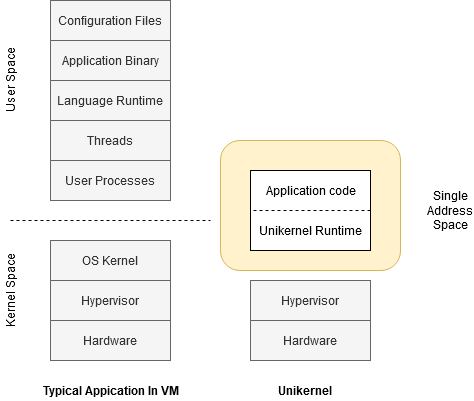 User Space
Configuration Files
Application Binary
Language Runtime
Threads
User Processes
Kernel Space
OS Kernel
Hypervisor
Hardware
Typical Appication In VM
Application code
Unikernel Runtime
Single
Address
Space
Hypervisor
Hardware
Unikernel